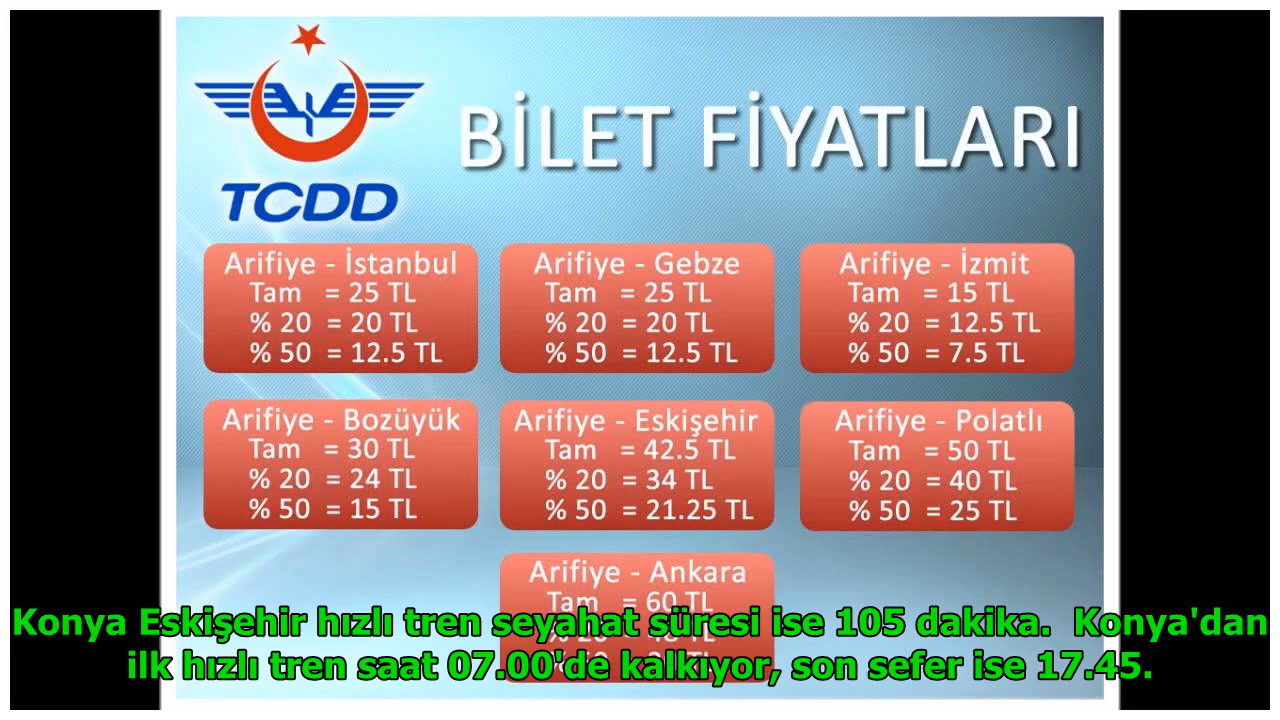 TCDD
BİLET FİYATLARI
Arifiye - İstanbul
Tam = 25 TL
% 20 = 20 TL
% 50 = 12.5 TL
Arifiye - Gebze
Tam = 25 TL
% 20 = 20 TL
% 50 = 12.5 TL
Arifiye - İzmit
Tam = 15 TL
% 20 = 12.5 TL
% 50 = 7.5 TL
Arifiye - Bozüyük
Tam = 30 TL
% 20 = 24 TL
% 50 = 15 TL
Arifiye - Eskişehir
Tam = 42.5 TL
% 20 = 34 TL
% 50 = 21.25 TL
Arifiye - Polatlı
Tam = 50 TL
% 20 = 40 TL
% 50 = 25 TL
Arifiye - Ankara
Tam = 60 TL
Konya Eskişehir hızlı tren seyahat süresi ise 105 dakika. Konya'dan
ilk hızlı tren saat 07.00'de kalkıyor, son sefer ise 17.45.